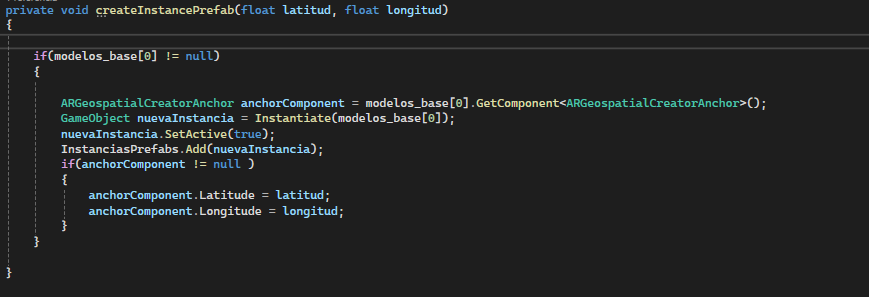 private void createInstancePrefab(float latitud, float longitud)
{
if(modelos_base[0] != null)
{
ARGeospatialCreatorAnchor anchorComponent = modelos_base[0].GetComponent<ARGeospatialCreatorAnchor>();
GameObject nuevaInstancia = Instantiate(modelos_base[0]);
nuevaInstancia.SetActive(true);
InstanciasPrefabs.Add(nuevaInstancia);
if(anchorComponent != null )
{
anchorComponent.Latitude = latitud;
anchorComponent.Longitude = longitud;
}
}
}